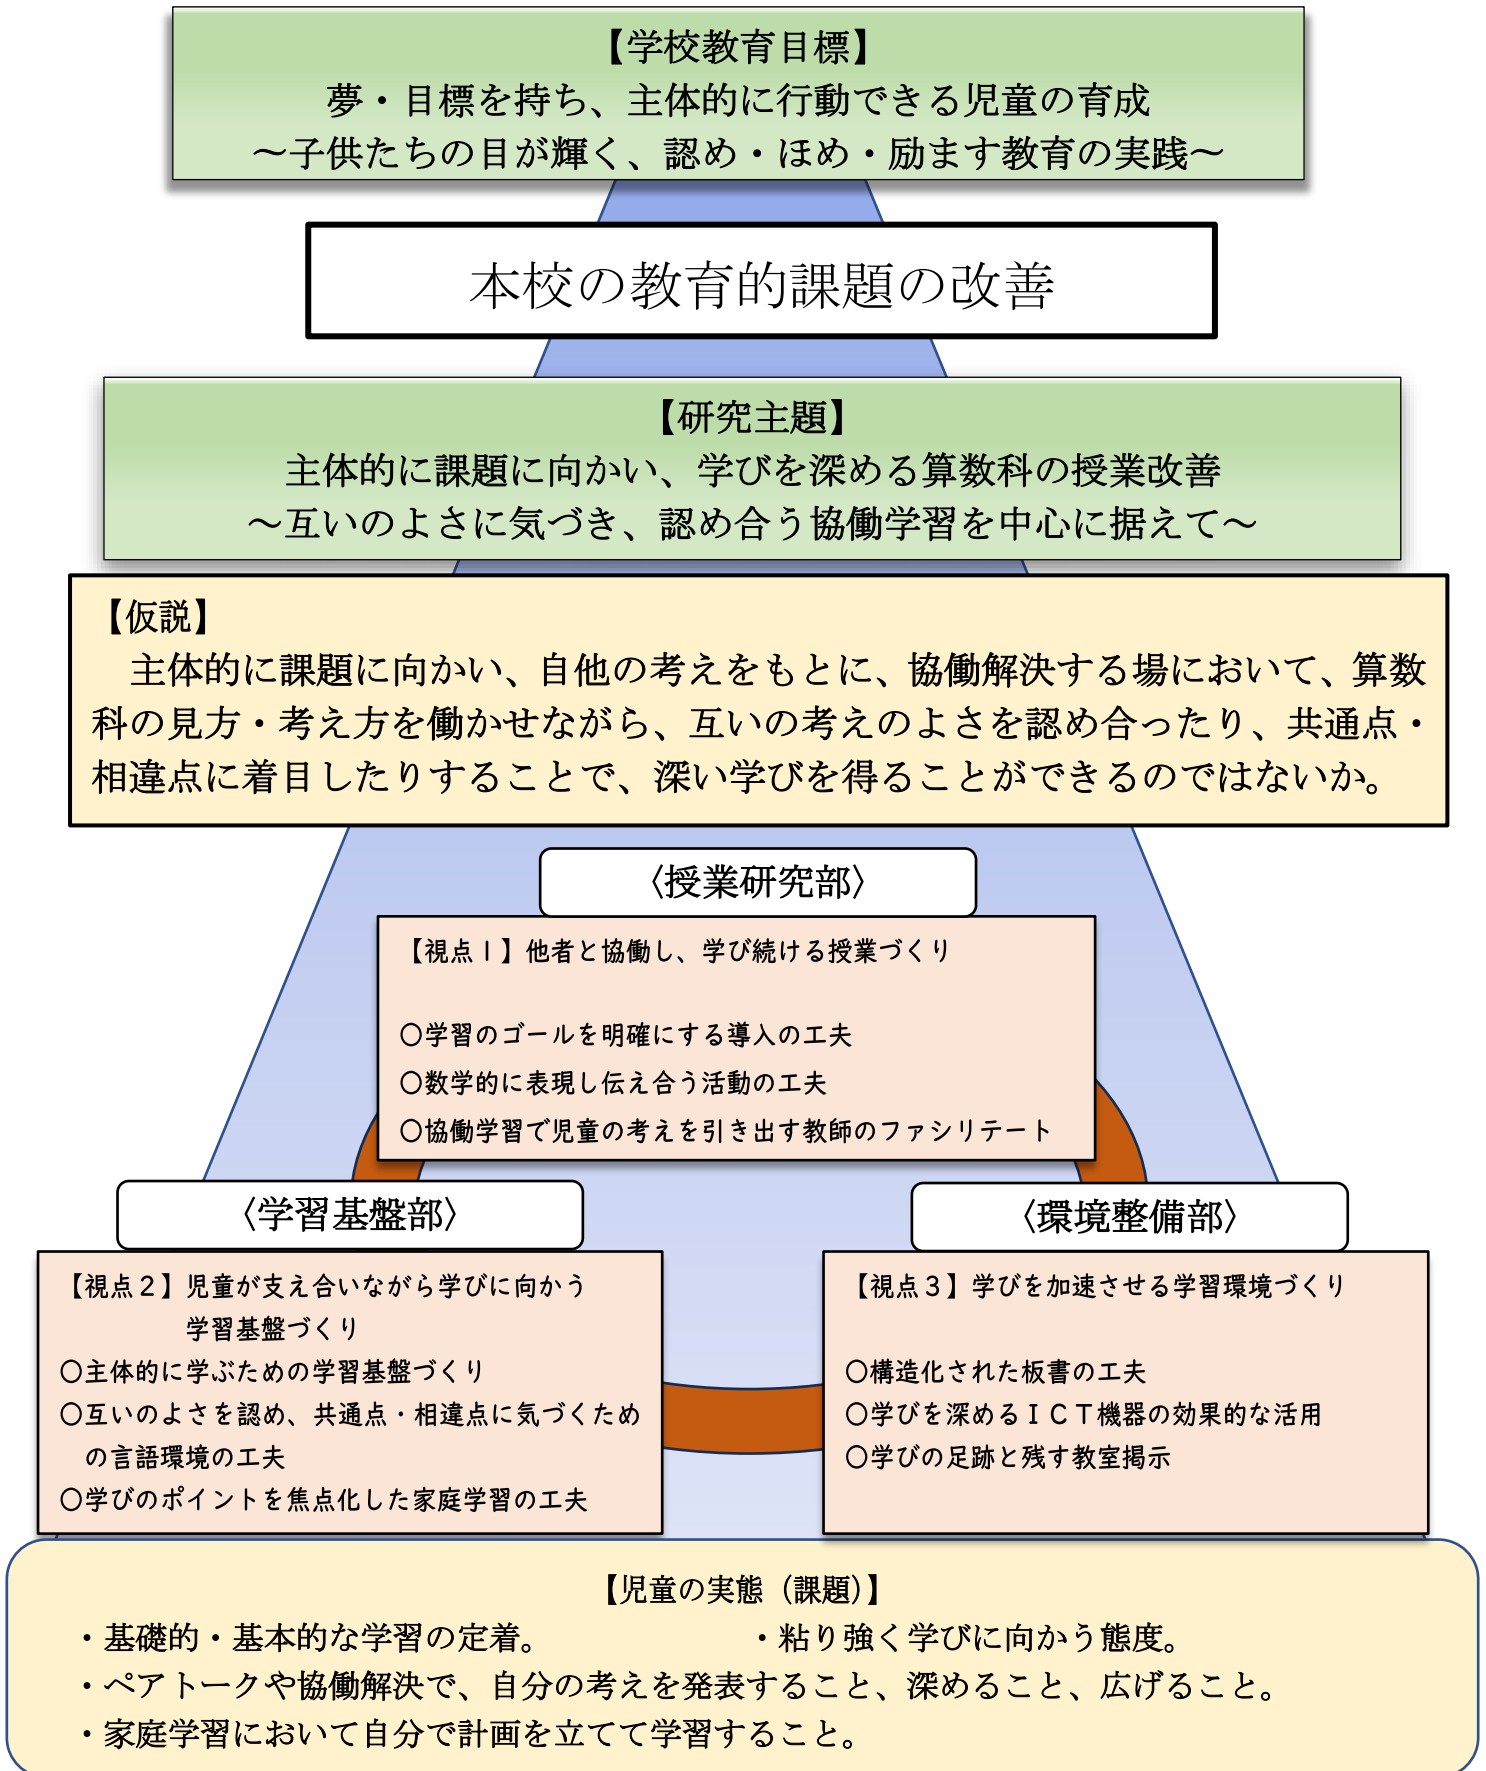 【学校教育目標】
夢・目標を持ち、主体的に行動できる児童の育成
～子供たちの目が輝く、認め・ほめ・励ます教育の実践～
本校の教育的課題の改善
【研究主題】
主体的に課題に向かい、学びを深める算数科の授業改善
～互いのよさに気づき、認め合う協働学習を中心に据えて～
【仮説】
主体的に課題に向かい、自他の考えをもとに、協働解決する場において、算数
科の見方・考え方を働かせながら、互いの考えのよさを認め合ったり、共通点・
相違点に着目したりすることで、深い学びを得ることができるのではないか。
〈授業研究部〉
【視点１】他者と協働し、学び続ける授業づくり
〇学習のゴールを明確にする導入の工夫
〇数学的に表現し伝え合う活動の工夫
〇協働学習で児童の考えを引き出す教師のファシリテート
〈学習基盤部〉
【視点２】児童が支え合いながら学びに向かう
学習基盤づくり
〇主体的に学ぶための学習基盤づくり
〇互いのよさを認め、共通点・相違点に気づくため
の言語環境の工夫
〇学びのポイントを焦点化した家庭学習の工夫
〈環境整備部〉
【視点３】学びを加速させる学習環境づくり
〇構造化された板書の工夫
〇学びを深めるＩＣＴ機器の効果的な活用
〇学びの足跡と残す教室掲示
【児童の実態（課題）】
・基礎的・基本的な学習の定着。　・粘り強く学びに向かう態度。
・ペアトークや協働解決で、自分の考えを発表すること、深めること、広げること。
・家庭学習において自分で計画を立てて学習すること。